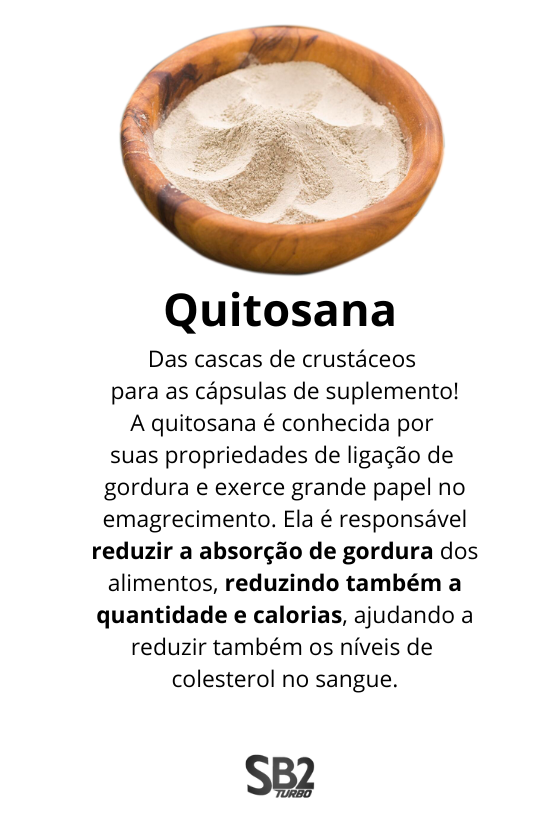 Quitosana
Das cascas de crustáceos
para as cápsulas de suplemento!
A quitosana é conhecida por
suas propriedades de ligação de
gordura e exerce grande papel no
emagrecimento. Ela é responsável
reduzir a absorção de gordura dos
alimentos, reduzindo também a
quantidade e calorias, ajudando a
reduzir também os níveis de
colesterol no sangue.
SB2
TURBO